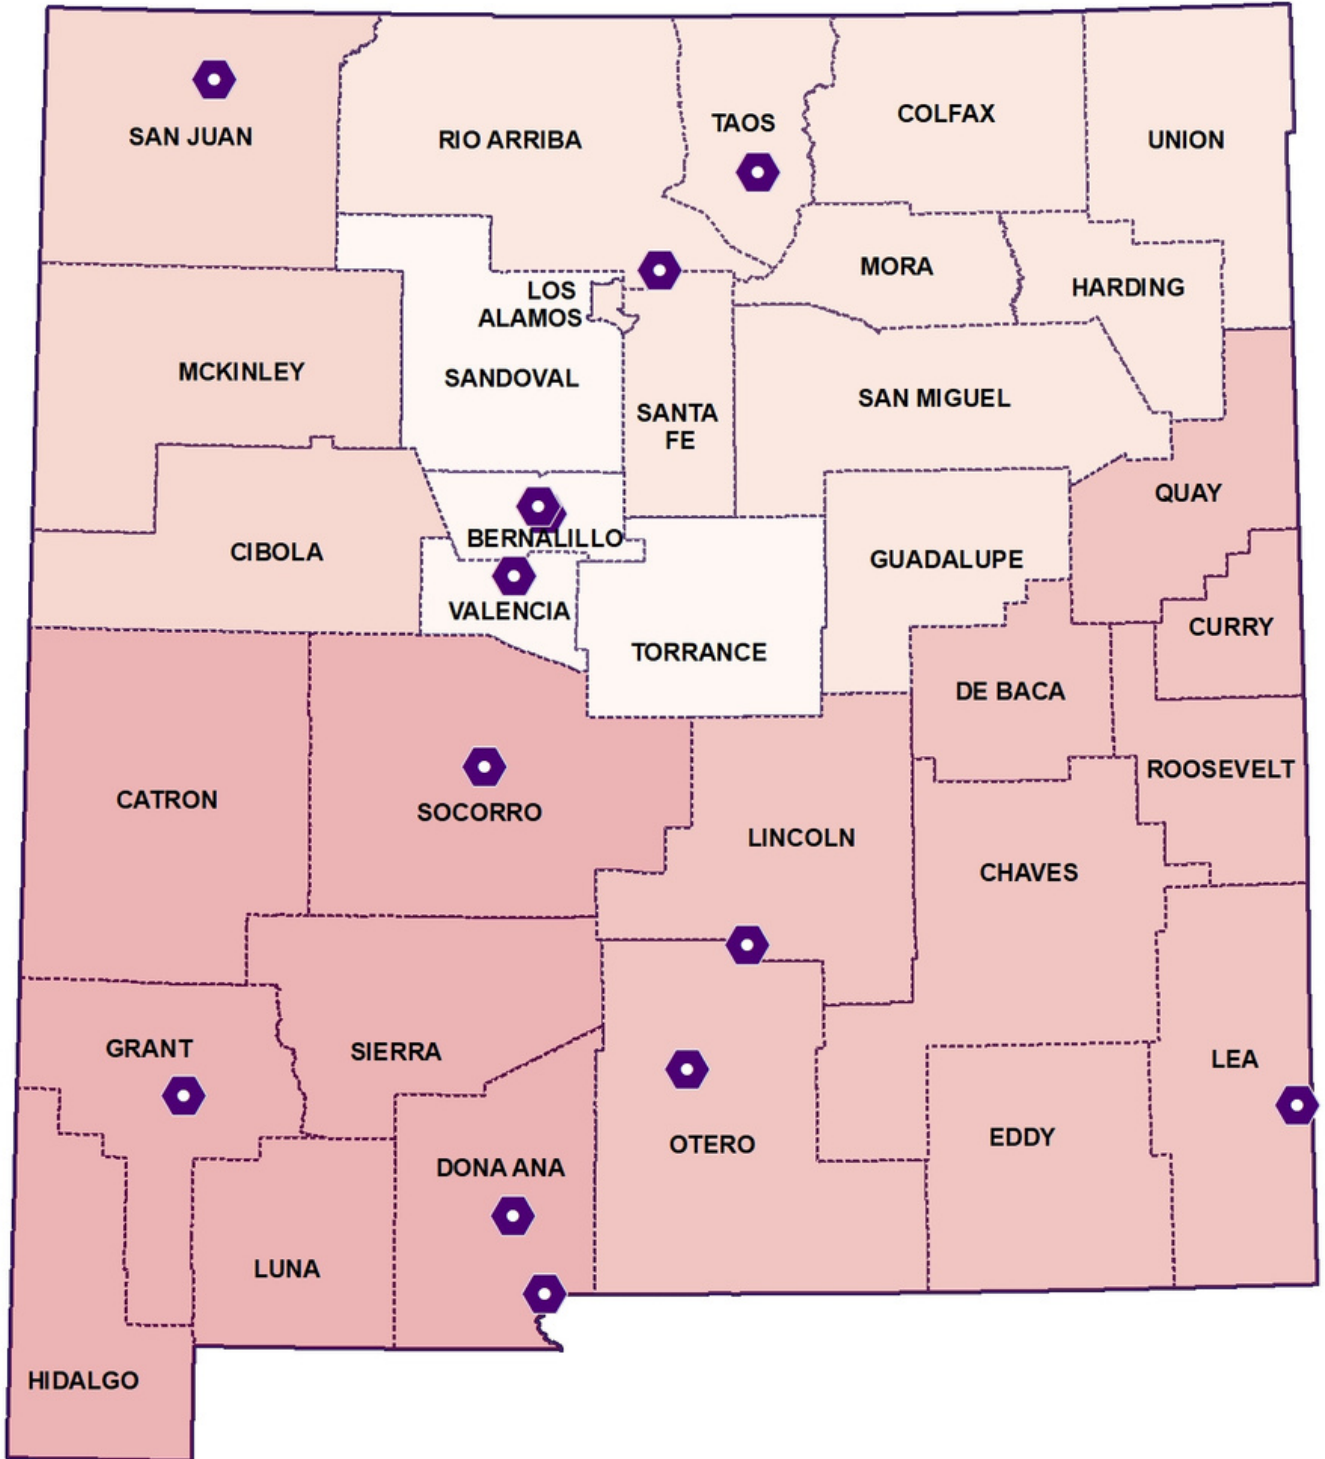 SAN JUAN
RIO ARRIBA
TAOS
COLFAX
UNION
MORA
HARDING
LOS
ALAMOS
MCKINLEY
SANDOVAL
SANTA
FE
SAN MIGUEL
QUAY
CIBOLA
BERNALILLO
GUADALUPE
VALENCIA
TORRANCE
CURRY
DE BACA
CATRON
SOCORRO
LINCOLN
ROOSEVELT
CHAVES
GRANT
SIERRA
LEA
DONA ANA
OTERO
EDDY
LUNA
HIDALGO